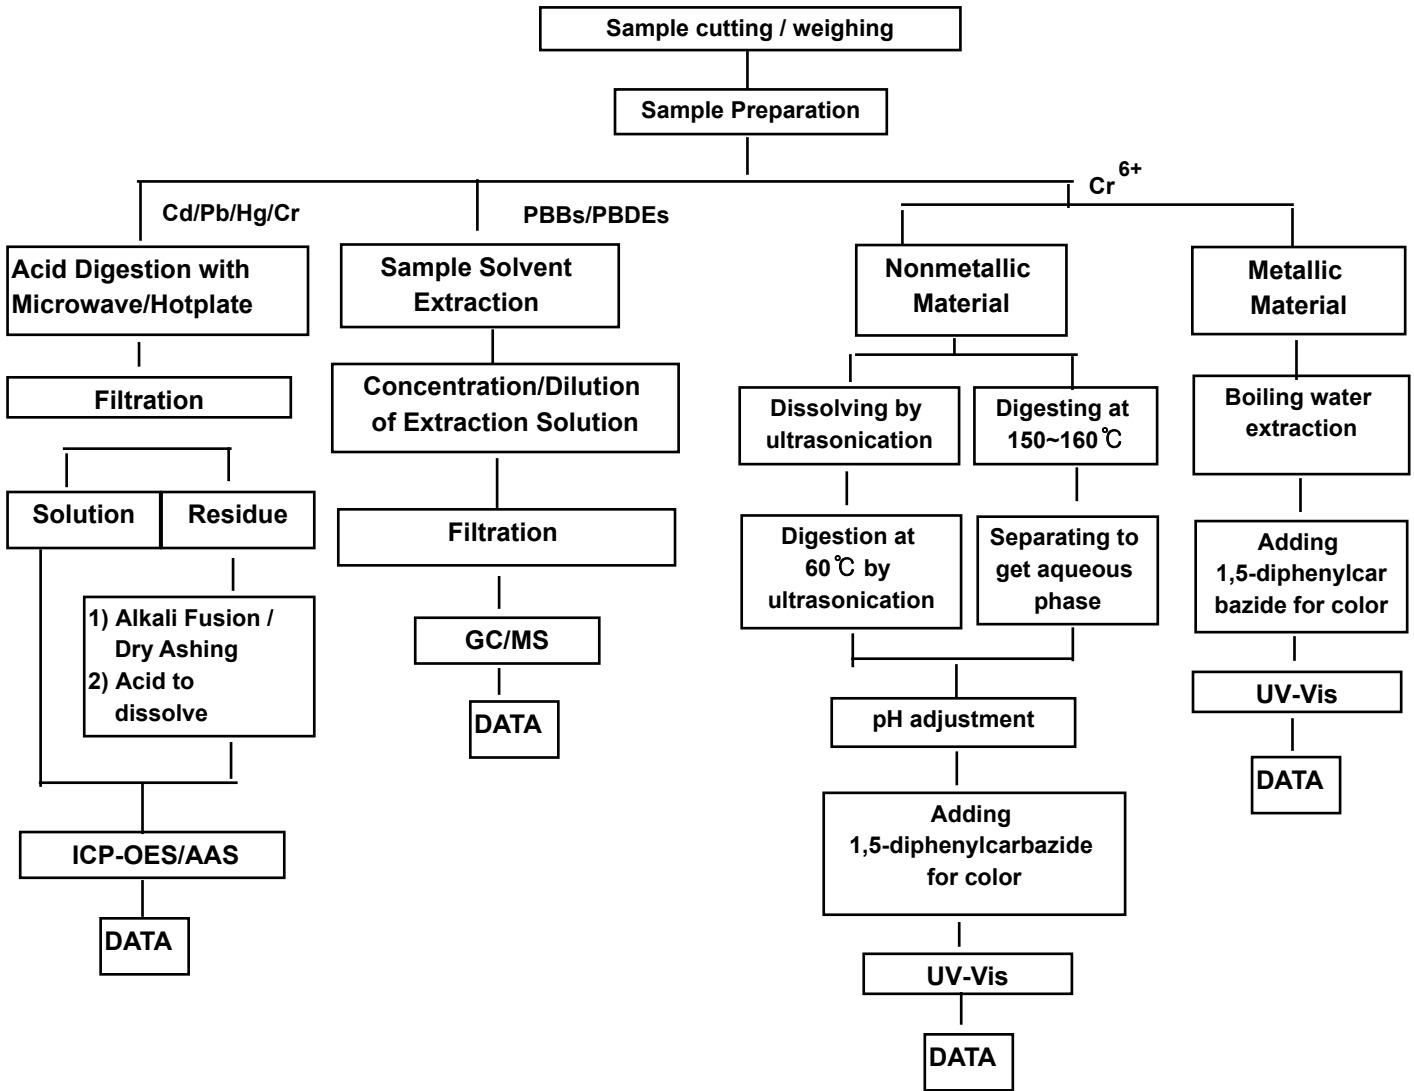 Sample cutting / weighing
Sample Preparation
Cd/Pb/Hg/Cr
PBBs/PBDEs
Cr 6+
Acid Digestion with
Microwave/Hotplate
Filtration
Solution
Residue
1) Alkali Fusion /
Dry Ashing
2) Acid to
dissolve
ICP-OES/AAS
DATA
Sample Solvent
Extraction
Concentration/Dilution
of Extraction Solution
Filtration
GC/MS
DATA
Nonmetallic
Material
Dissolving by
ultrasonication
Digestion at
60℃ by
ultrasonication
Digesting at
150~160℃
Separating to
get aqueous
phase
pH adjustment
Adding
1,5-diphenylcarbazide
for color
UV-Vis
DATA
Metallic
Material
Boiling water
extraction
Adding
1,5-diphenylcar
bazide for color
UV-Vis
DATA